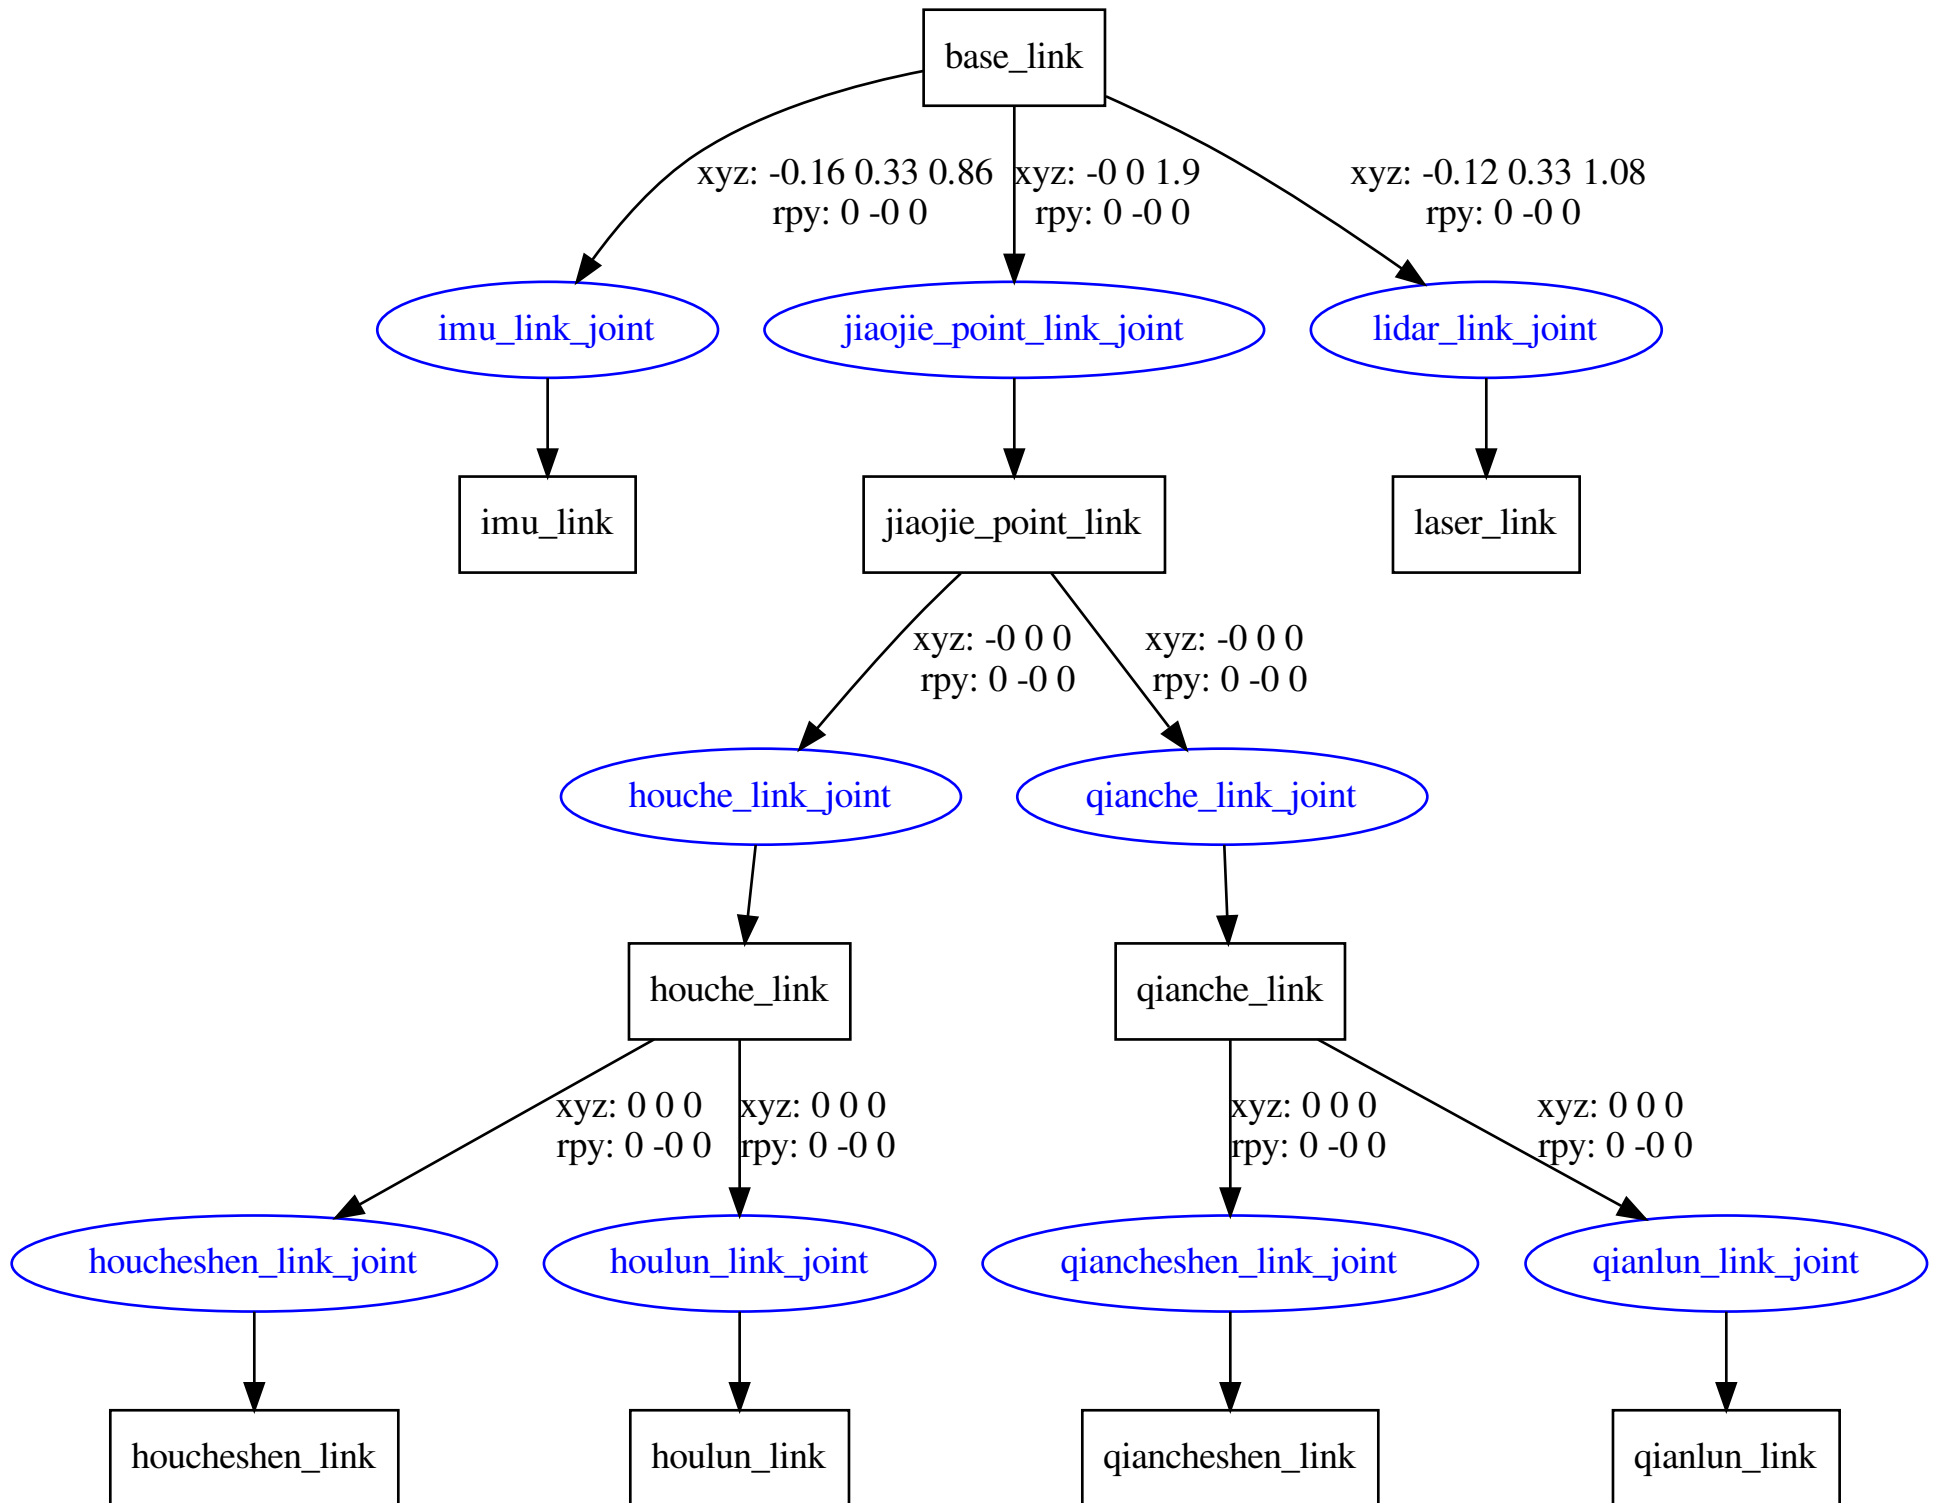 base_link
xyz: -0.16 0.33 0.86
rpy: 0 -0 0
xyz: -0 0 1.9
rpy: 0 -0 0
xyz: -0.12 0.33 1.08
rpy: 0 -0 0
imu_link_joint
jiaojie_point_link_joint
lidar_link_joint
imu_link
jiaojie_point_link
laser_link
xyz: -0 0 0
rpy: 0 -0 0
xyz: -0 0 0
rpy: 0 -0 0
houche_link_joint
qianche_link_joint
houche_link
qianche_link
xyz: 0 0 0
rpy: 0 -0 0
xyz: 0 0 0
rpy: 0 -0 0
xyz: 0 0 0
rpy: 0 -0 0
xyz: 0 0 0
rpy: 0 -0 0
houcheshen_link_joint
houlun_link_joint
qiancheshen_link_joint
qianlun_link_joint
houcheshen_link
houlun_link
qiancheshen_link
qianlun_link